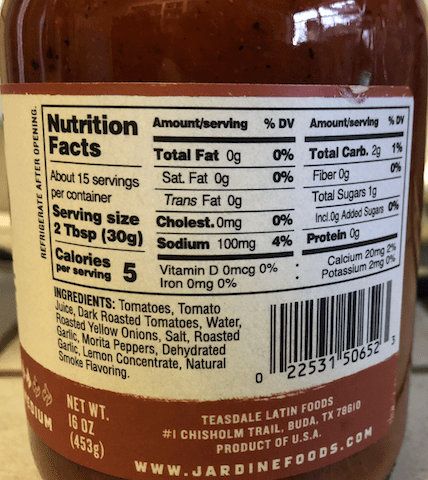 REFRIGERATE AFTER OPENING.
Nutrition
Facts
About 15 servings
per container
Serving size
2 Tbsp (30g)
Calories
per serving 5
Amount/serving % DV
Total Fat 0g 0%
Sat. Fat 0g 0%
Trans Fat 0g
Cholest. 0mg 0%
Sodium 100mg 4%
Amount/serving % DV
Total Carb. 2g 1%
Fiber 0g 0%
Total Sugars 1g
Incl. 0g Added Sugars 0%
Protein 0g
Vitamin D 0mcg 0% : Calcium 20mg 2%
Iron 0mg 0% Potassium 2mg 0%
INGREDIENTS: Tomatoes, Tomato
Juice, Dark Roasted Tomatoes, Water,
Roasted Yellow Onions, Salt, Roasted
Garlic, Morita Peppers, Dehydrated
Garlic, Lemon Concentrate, Natural
Smoke Flavoring.
0 22531 50652 3
MEDIUM
NET WT.
16 OZ
(453g)
TEASDALE LATIN FOODS
#1 CHISHOLM TRAIL, BUDA, TX 78610
PRODUCT OF U.S.A.
WWW.JARDINEFOODS.COM